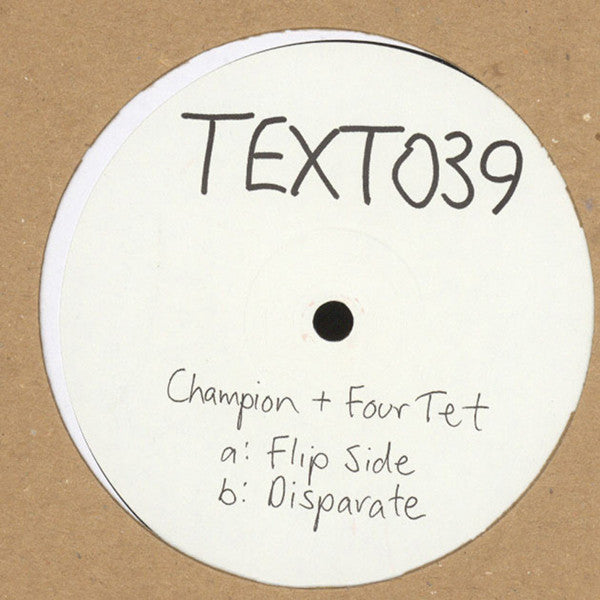 TEXT039
Champion + Four Tet
a: Flip Side
b: Disparate